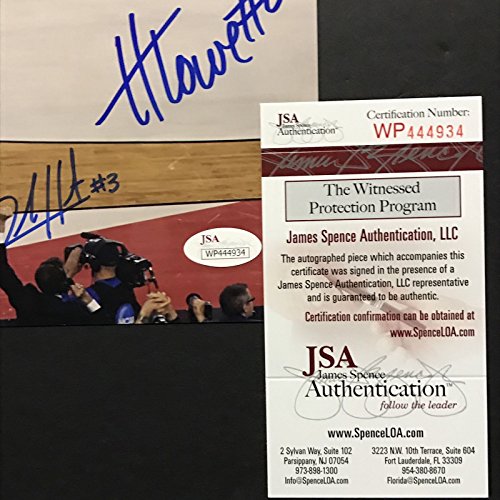 #3
JSA
WP444934
JSA
James Spence
Authentication™
Certification Number:
WP444934
The Witnessed
Protection Program
James Spence Authentication, LLC
The autographed piece which accompanies this
certificate was signed in the presence of a
James Spence Authentication, LLC representative
and is guaranteed to be authentic.
Certification confirmation can be obtained at
www.SpenceLOA.com
JSA
James Spence
Authentication™
follow the leader
www.SpenceLOA.com
2 Sylvan Way, Suite 102
Parsippany, NJ 07054
973-898-1300
Info@SpenceLOA.com
3223 N.W. 10th Terrace, Suite 604
Fort Lauderdale, FL 33309
954-380-8670
Florida@SpenceLOA.com